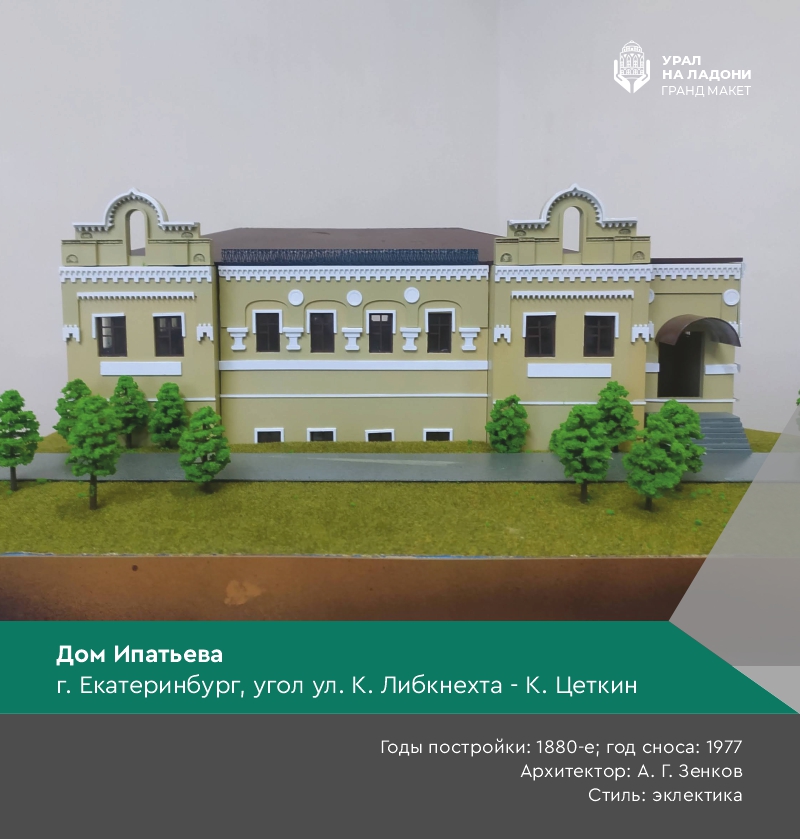 УРАЛ
НА ЛАДОНИ
ГРАНД МАКЕТ
Дом Ипатьева
г. Екатеринбург, угол ул. К. Либкнехта - К. Цеткин
Годы постройки: 1880-е; год сноса: 1977
Архитектор: А. Г. Зенков
Стиль: эклектика